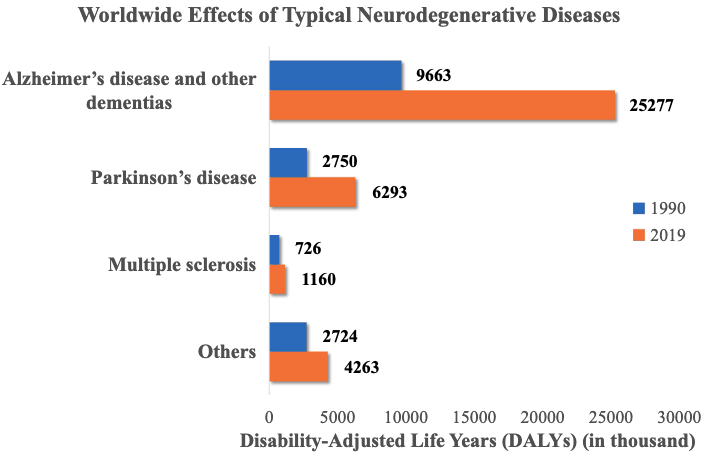 Worldwide Effects of Typical Neurodegenerative Diseases
Alzheimer’s disease and other
dementias
9663
25277
Parkinson’s disease
2750
6293
1990
2019
Multiple sclerosis
726
1160
Others
2724
4263
0 5000 10000 15000 20000 25000 30000
Disability-Adjusted Life Years (DALYs) (in thousand)